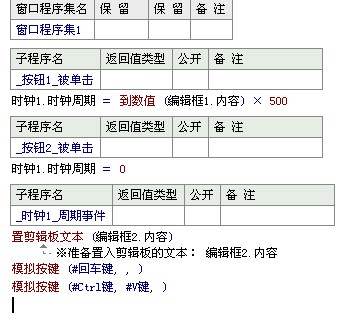 窗口程序集名 保 留 保 留 备 注
窗口程序集1
子程序名 返回值类型 公开 备 注
_按钮1_被单击
时钟1.时钟周期 = 到数值 (编辑框1.内容) × 500
子程序名 返回值类型 公开 备 注
_按钮2_被单击
时钟1.时钟周期 = 0
子程序名 返回值类型 公开 备 注
_时钟1_周期事件
置剪辑板文本 (编辑框2.内容)
※准备置入剪辑板的文本: 编辑框2.内容
模拟按键 (#回车键, , )
模拟按键 (#Ctrl键, #V键, )